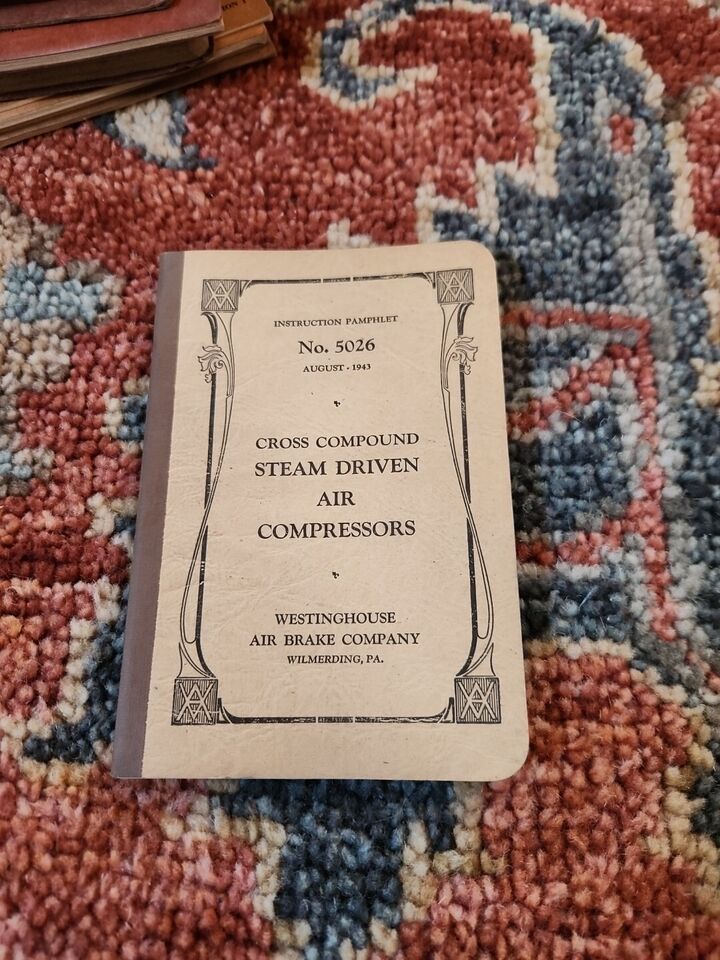 INSTRUCTION PAMPHLET
No. 5026
AUGUST - 1943
CROSS COMPOUND
STEAM DRIVEN
AIR
COMPRESSORS
WESTINGHOUSE
AIR BRAKE COMPANY
WILMERDING, PA.